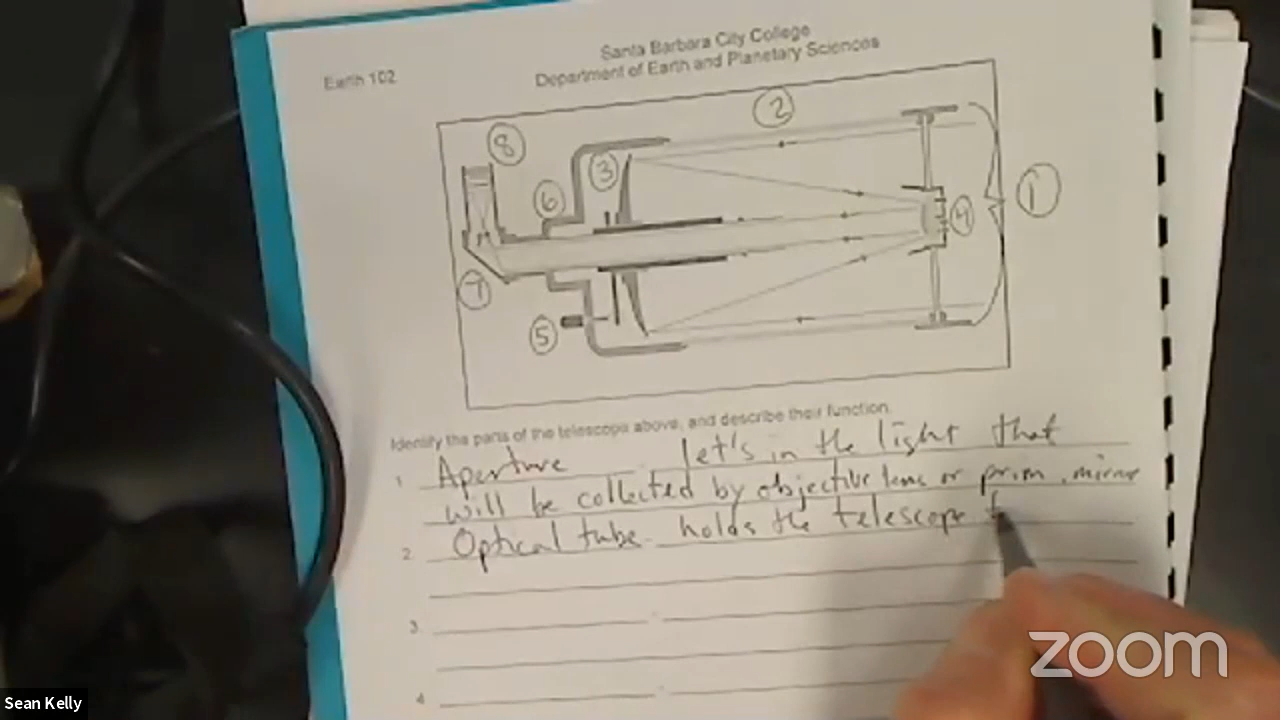 Santa Barbara City College
Earth 102
Department of Earth and Planetary Sciences
2
8
3
6
1
4
7
5
Identify the parts of the telescope above, and describe their function.
1. Aperture let's in the light that
will be collected by objective lens or prim. mirror
2. Optical tube - holds the telescope t
3.
4.
zoom
Sean Kelly